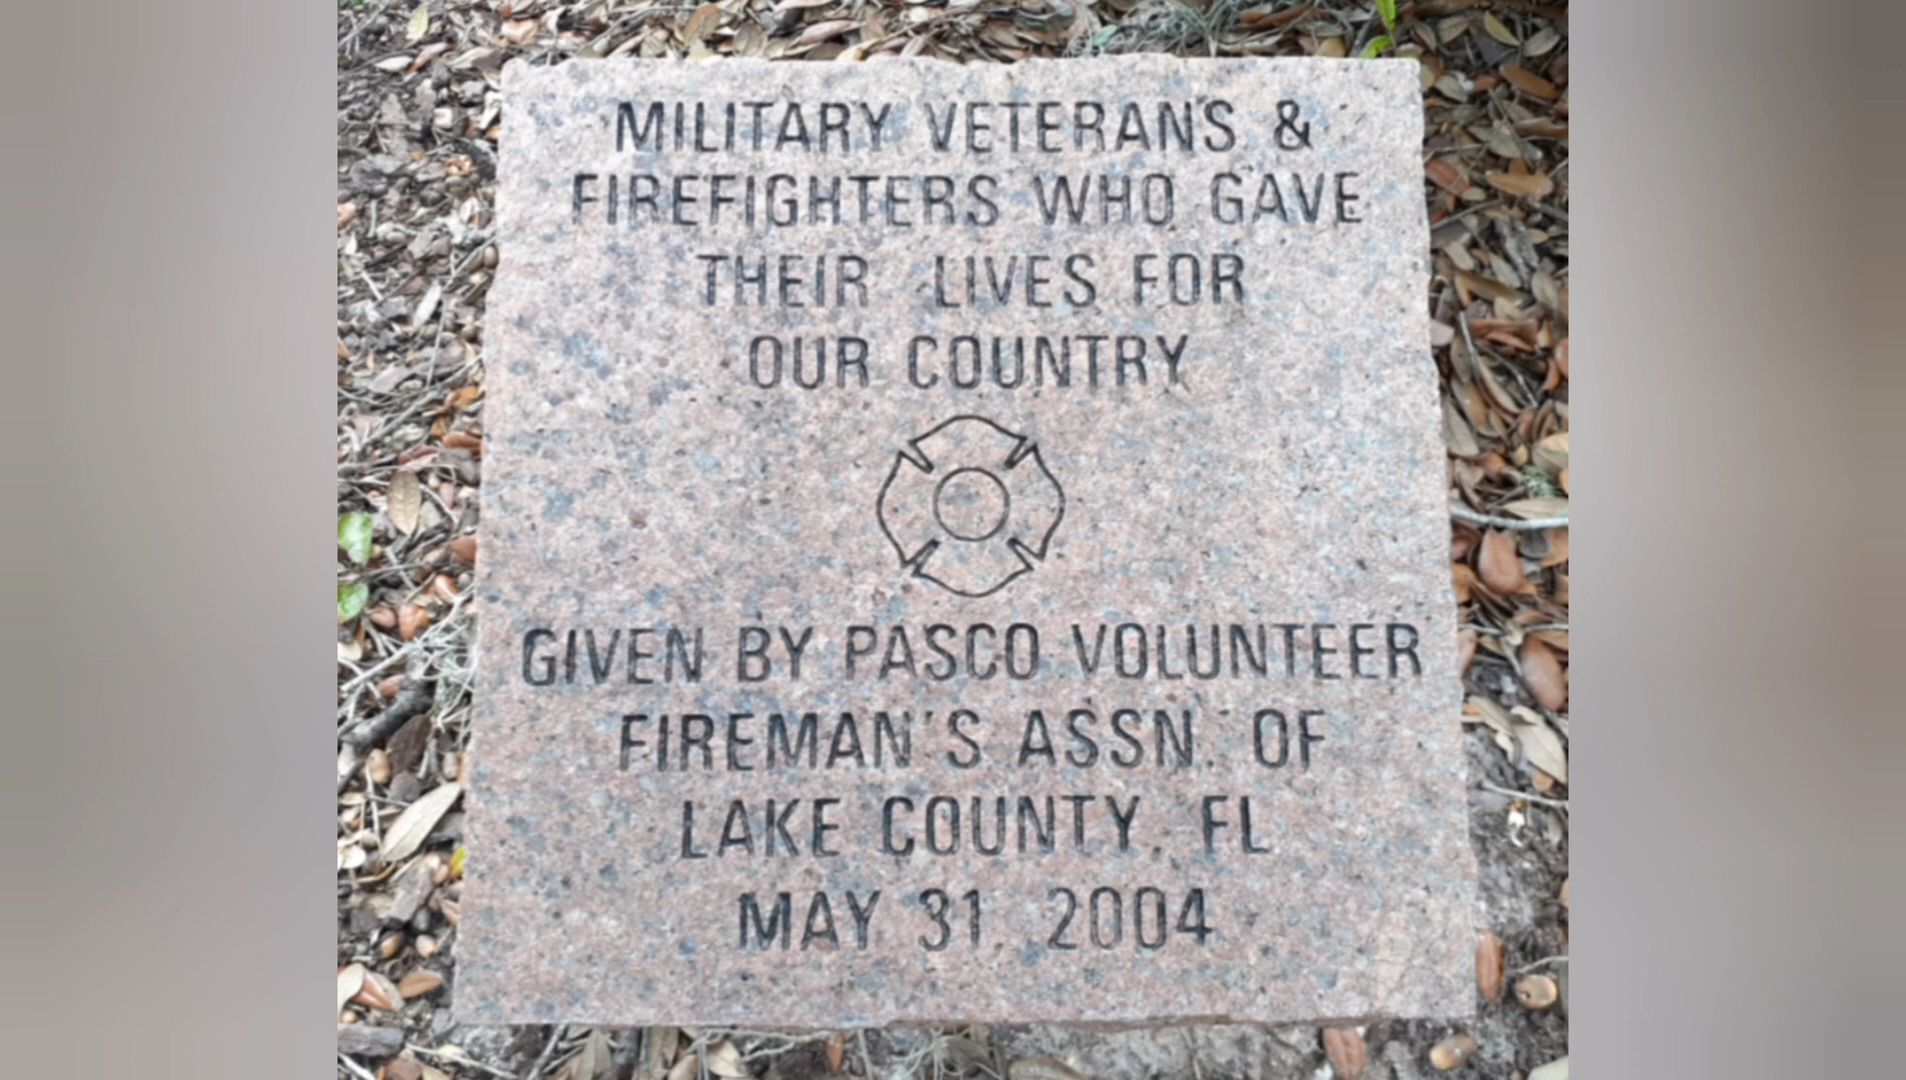 MILITARY VETERANS &
FIREFIGHTERS WHO GAVE
THEIR LIVES FOR
OUR COUNTRY
GIVEN BY PASCO VOLUNTEER
FIREMAN'S ASSN. OF
LAKE COUNTY, FL
MAY 31, 2004